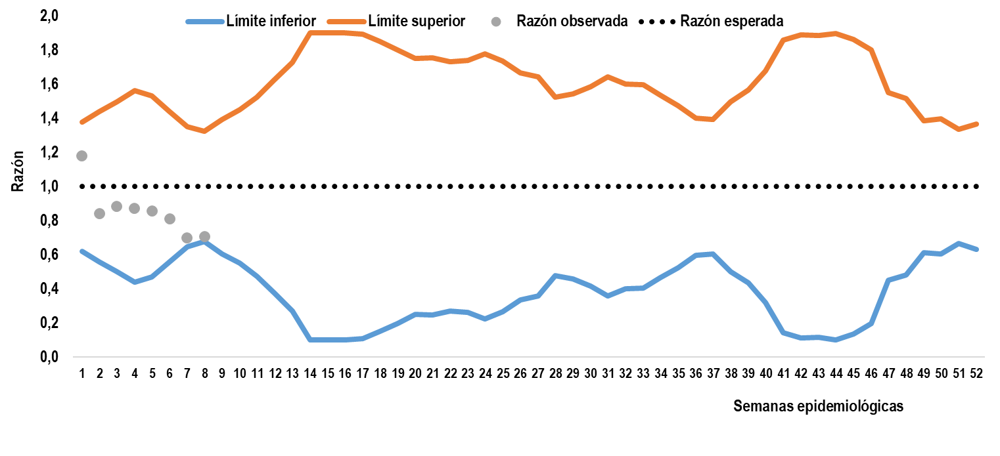 Límite inferior Límite superior Razón observada Razón esperada
2,0
1,8
1,6
1,4
1,2
1,0
0,8
0,6
0,4
0,2
0,0
Razón
1 2 3 4 5 6 7 8 9 10 11 12 13 14 15 16 17 18 19 20 21 22 23 24 25 26 27 28 29 30 31 32 33 34 35 36 37 38 39 40 41 42 43 44 45 46 47 48 49 50 51 52
Semanas epidemiológicas